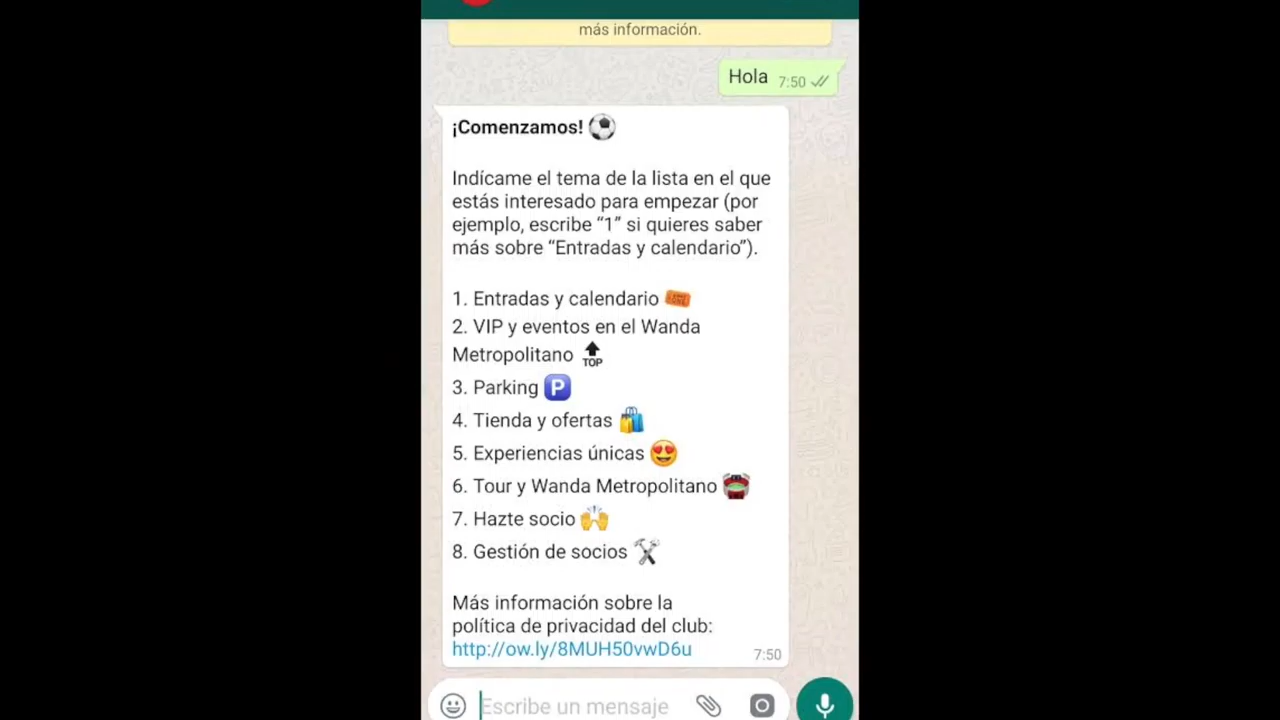 más información.
Hola 7:50
¡Comenzamos!
Indícame el tema de la lista en el que
estás interesado para empezar (por
ejemplo, escribe “1” si quieres saber
más sobre “Entradas y calendario”).
1. Entradas y calendario
2. VIP y eventos en el Wanda
Metropolitano TOP
3. Parking P
4. Tienda y ofertas
5. Experiencias únicas
6. Tour y Wanda Metropolitano
7. Hazte socio
8. Gestión de socios
Más información sobre la
política de privacidad del club:
http://ow.ly/8MUH50vwD6u 7:50
Escribe un mensaje